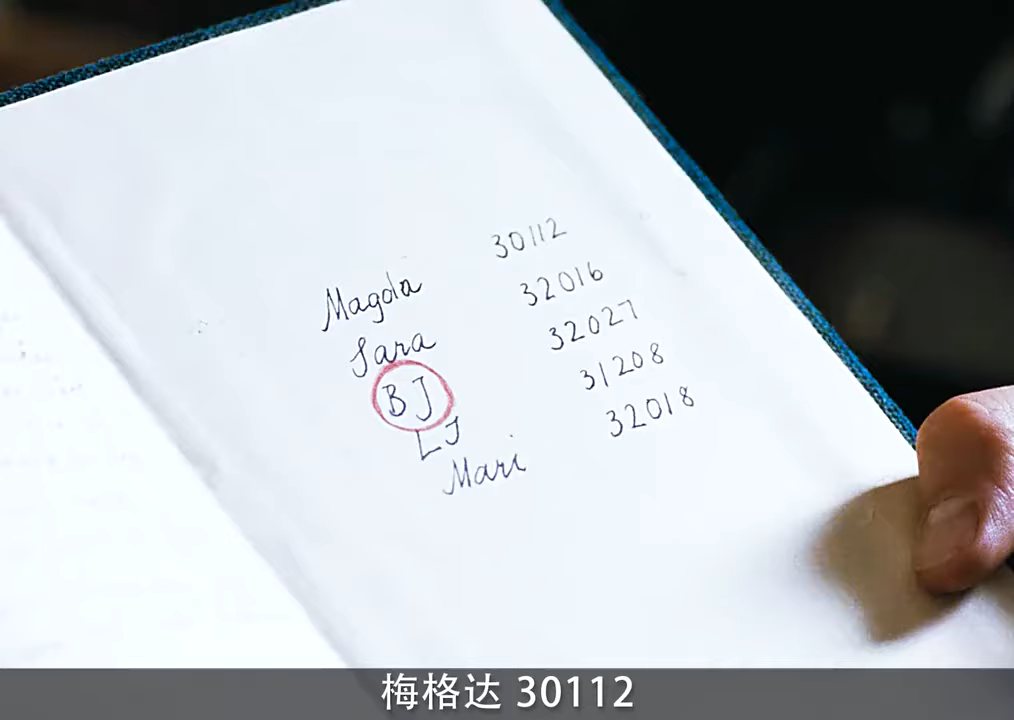 Magda 30112
Sara 32016
BJ 32027
LJ 31208
Mari 32018
梅格达 30112